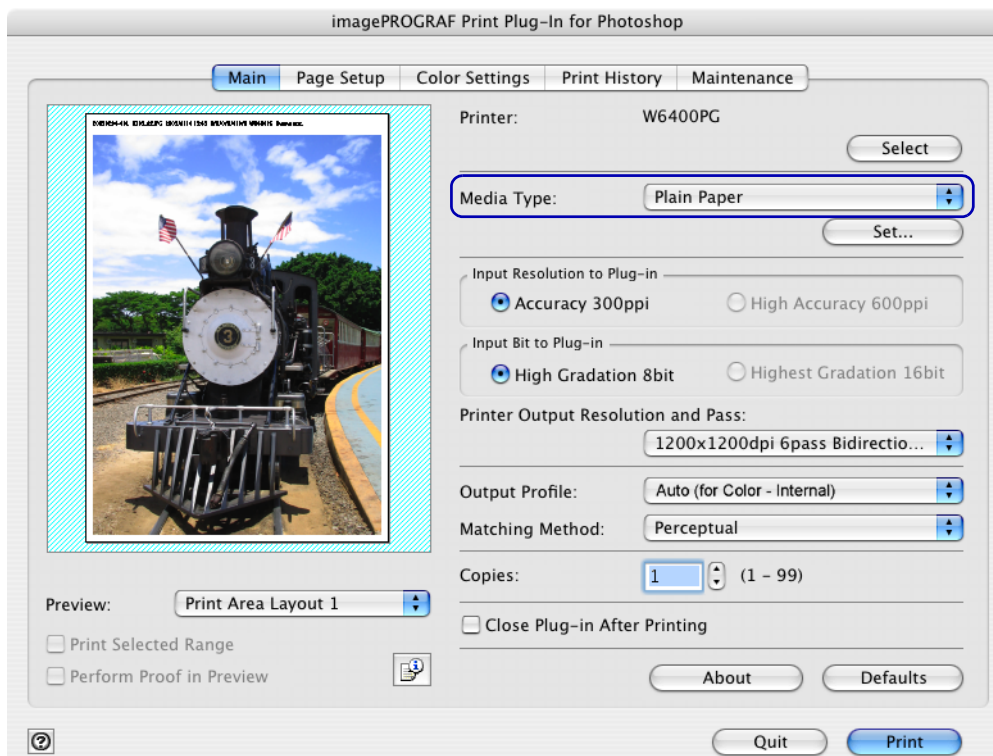 imagePROGRAF Print Plug-In for Photoshop
Main Page Setup Color Settings Print History Maintenance
Printer: W6400PG
Select
Media Type: Plain Paper
Set...
Input Resolution to Plug-in
Accuracy 300ppi High Accuracy 600ppi
Input Bit to Plug-in
High Gradation 8bit Highest Gradation 16bit
Printer Output Resolution and Pass:
1200x1200dpi 6pass Bidirectio...
Output Profile: Auto (for Color - Internal)
Matching Method: Perceptual
Copies: 1 (1 – 99)
Close Plug-in After Printing
About Defaults
3
Preview: Print Area Layout 1
Print Selected Range
Perform Proof in Preview
Quit Print